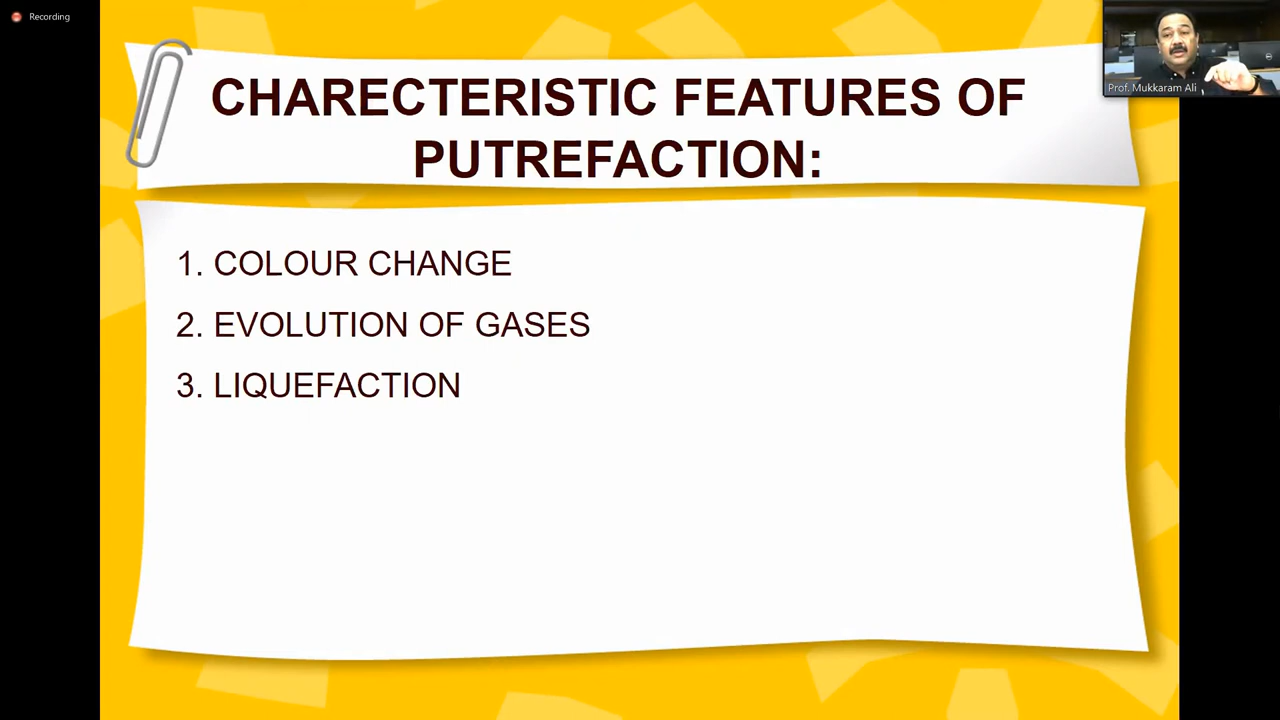 Recording
Prof. Mukkaram Ali
CHARECTERISTIC FEATURES OF
PUTREFACTION:
1. COLOUR CHANGE
2. EVOLUTION OF GASES
3. LIQUEFACTION